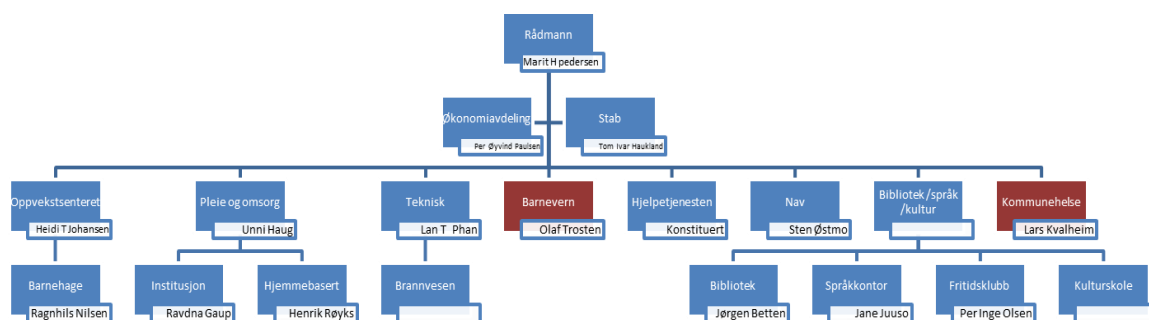 Rådmann
Marit H pedersen
Økonomiavdeling
Per Øyvind Paulsen
Stab
Tom Ivar Haukland
Oppvekstsenteret
Heidi T Johansen
Pleie og omsorg
Unni Haug
Teknisk
Lan T Phan
Barnevern
Olaf Trosten
Hjelpetjenesten
Konstituert
Nav
Sten Østmo
Bibliotek /språk
/kultur
Kommunehelse
Lars Kvalheim
Barnehage
Ragnhils Nilsen
Institusjon
Ravdna Gaup
Hjemmebasert
Henrik Røyks
Brannvesen
Bibliotek
Jørgen Betten
Språkkontor
Jane Juuso
Fritidsklubb
Per Inge Olsen
Kulturskole